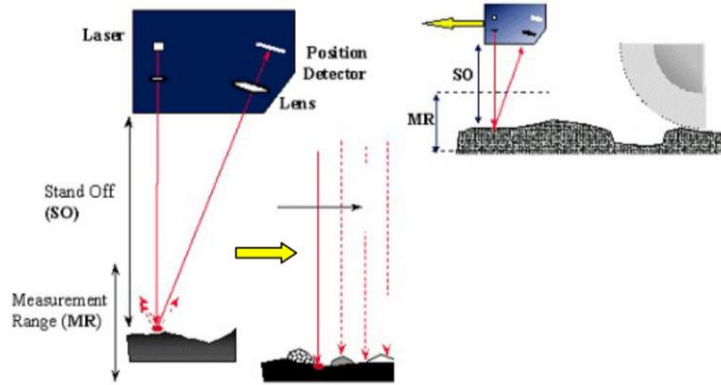 Laser
Position
Detector
Lens
Stand Off
(SO)
Measurement
Range (MR)
SO
MR